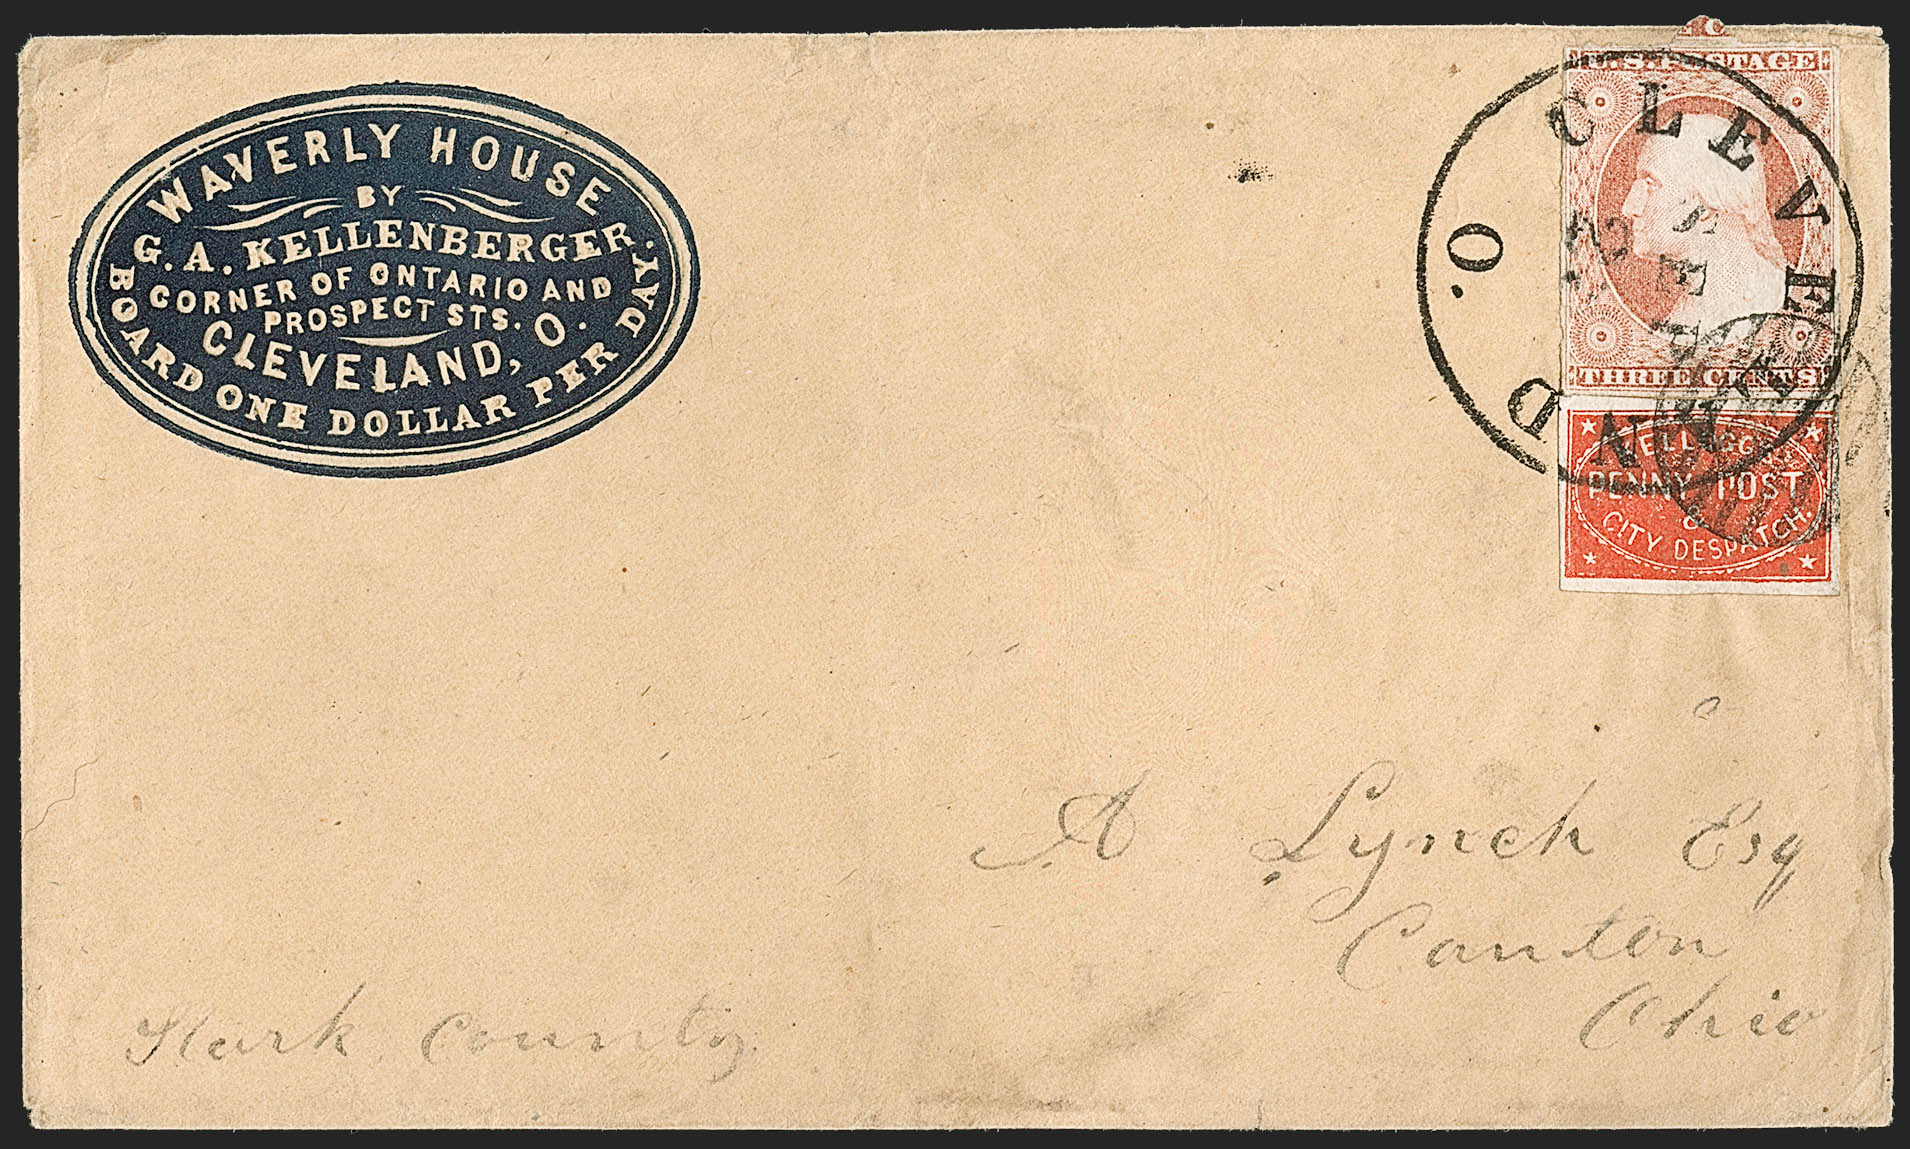 WAVERLY HOUSE
BY
G. A. KELLENBERGER.
CORNER OF ONTARIO AND
PROSPECT STS.
CLEVELAND, O.
BOARD ONE DOLLAR PER DAY.
U.S. POSTAGE
THREE CENTS
CLEVELAND O.
SEP
PENNY POST
&
CITY DESPATCH.
A Lynch Esq
Canton
Ohio
Stark County